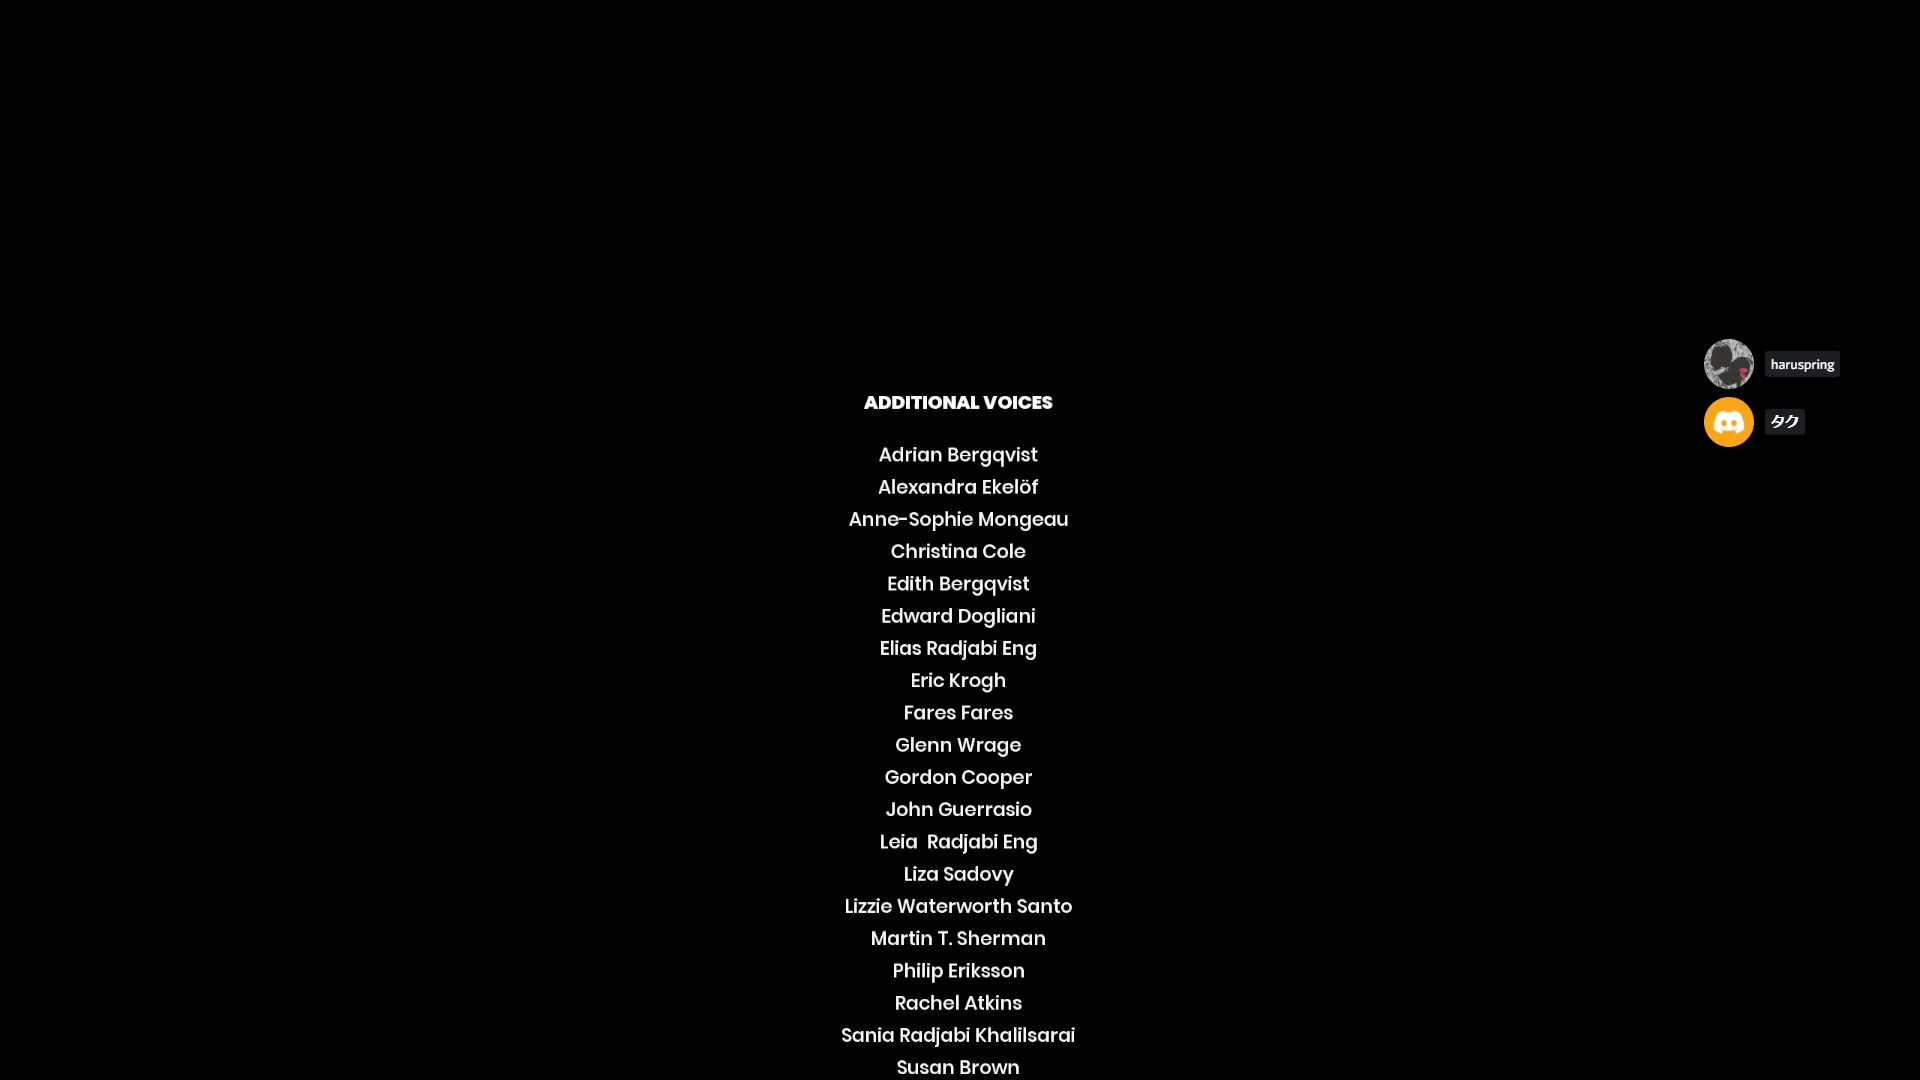 haruspring
ADDITIONAL VOICES
タク
Adrian Bergqvist
Alexandra Ekelöf
Anne-Sophie Mongeau
Christina Cole
Edith Bergqvist
Edward Dogliani
Elias Radjabi Eng
Eric Krogh
Fares Fares
Glenn Wrage
Gordon Cooper
John Guerrasio
Leia Radjabi Eng
Liza Sadovy
Lizzie Waterworth Santo
Martin T. Sherman
Philip Eriksson
Rachel Atkins
Sania Radjabi Khalilsarai
Susan Brown